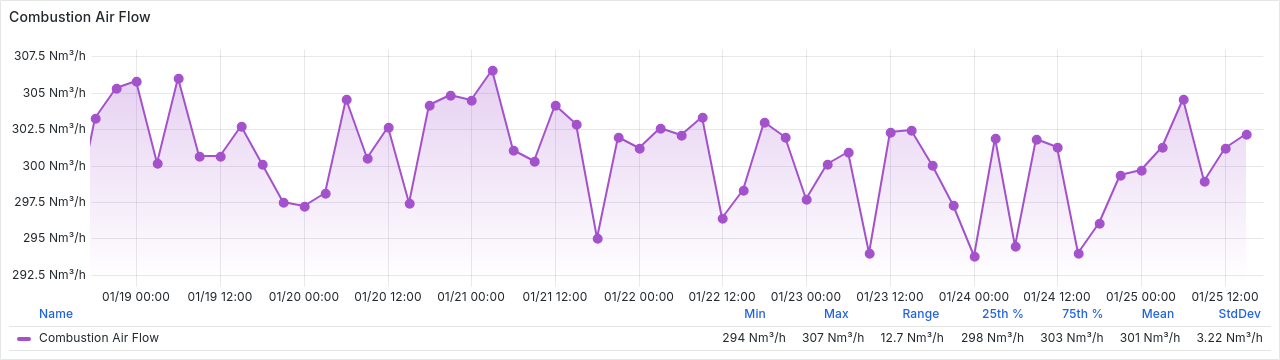 Combustion Air Flow
307.5 Nm³/h
305 Nm³/h
302.5 Nm³/h
300 Nm³/h
297.5 Nm³/h
295 Nm³/h
292.5 Nm³/h
01/19 00:00 01/19 12:00 01/20 00:00 01/20 12:00 01/21 00:00 01/21 12:00 01/22 00:00 01/22 12:00 01/23 00:00 01/23 12:00 01/24 00:00 01/24 12:00 01/25 00:00 01/25 12:00
Name Min Max Range 25th % 75th % Mean StdDev
Combustion Air Flow 294 Nm³/h 307 Nm³/h 12.7 Nm³/h 298 Nm³/h 303 Nm³/h 301 Nm³/h 3.22 Nm³/h